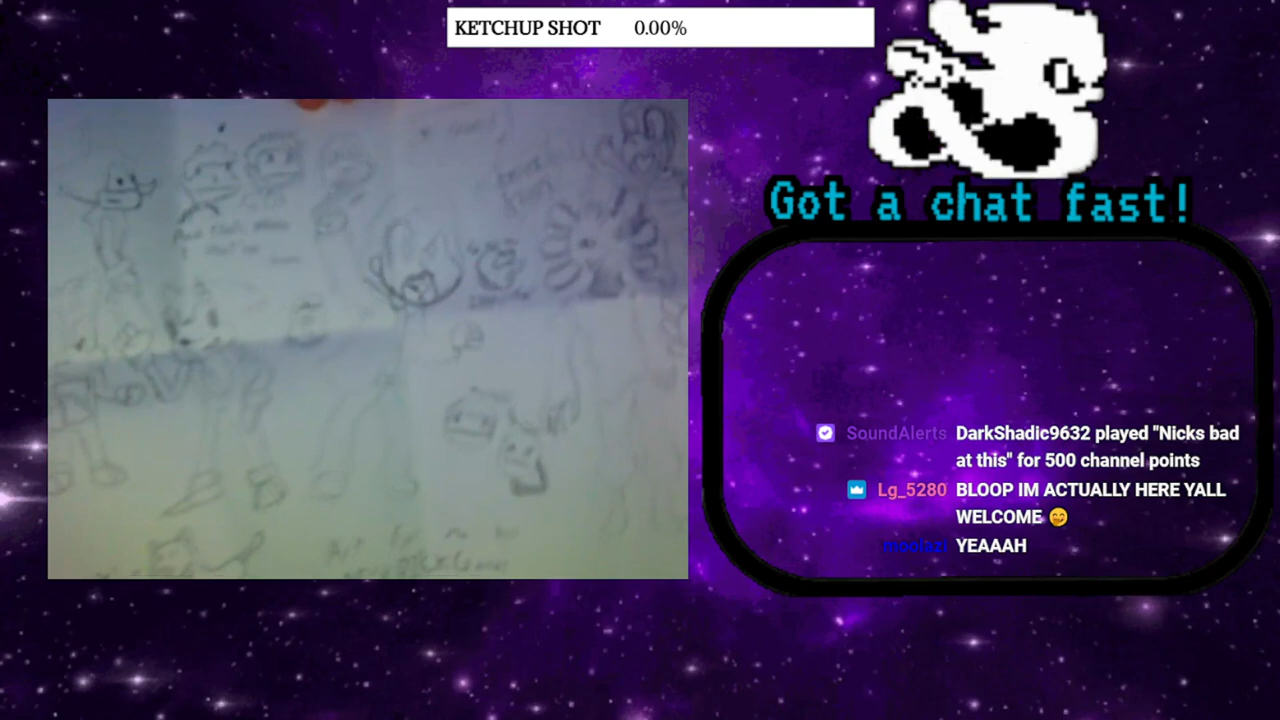 KETCHUP SHOT 0.00%
Got a chat fast!
SoundAlerts DarkShadic9632 played "Nicks bad
at this" for 500 channel points
Lg_5280 BLOOP IM ACTUALLY HERE YALL
WELCOME 🤭
moolazi YEAAAH